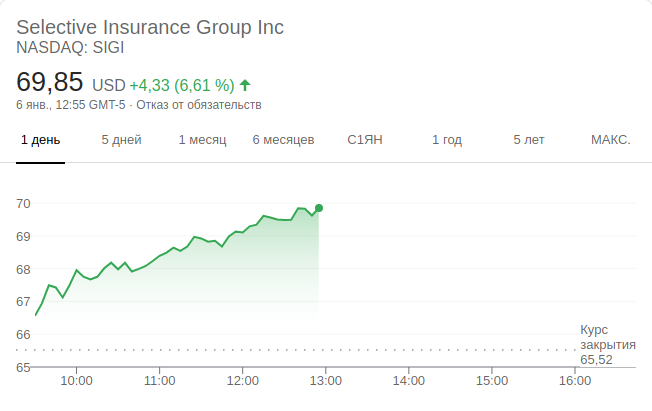 Selective Insurance Group Inc
NASDAQ: SIGI
69,85 USD +4,33 (6,61 %)
6 янв., 12:55 GMT-5 · Отказ от обязательств
1 день 5 дней 1 месяц 6 месяцев С1ЯН 1 год 5 лет МАКС.
70
69
68
67
66
Курс
закрытия
65,52
65
10:00 11:00 12:00 13:00 14:00 15:00 16:00